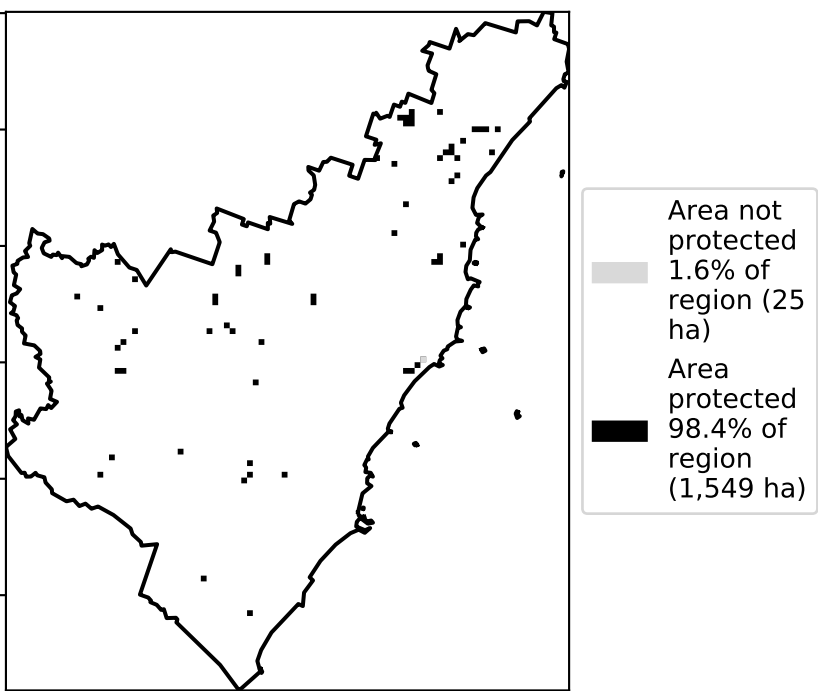 Area not
protected
1.6% of
region (25
ha)
Area
protected
98.4% of
region
(1,549 ha)